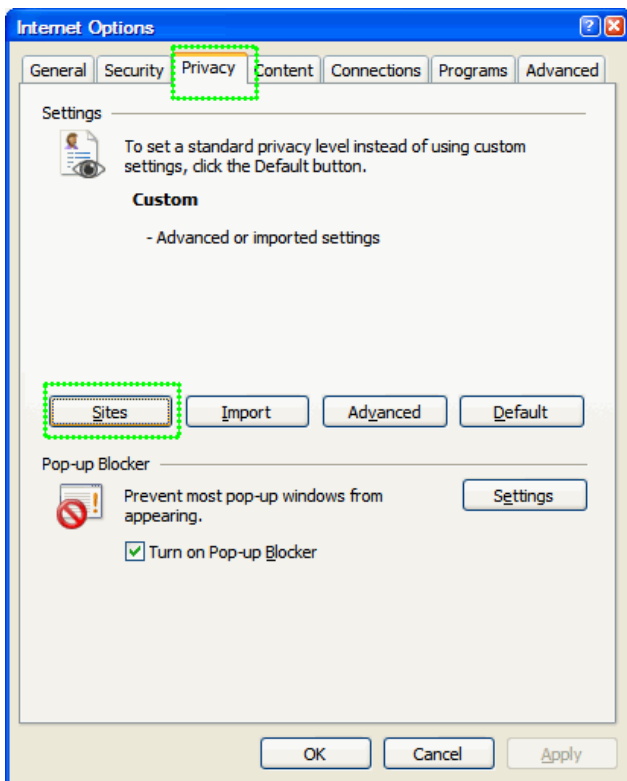 Internet Options
General Security Privacy Content Connections Programs Advanced
Settings
To set a standard privacy level instead of using custom
settings, click the Default button.
Custom
- Advanced or imported settings
Sites Import Advanced Default
Pop-up Blocker
Prevent most pop-up windows from
appearing.
Settings
Turn on Pop-up Blocker
OK Cancel Apply